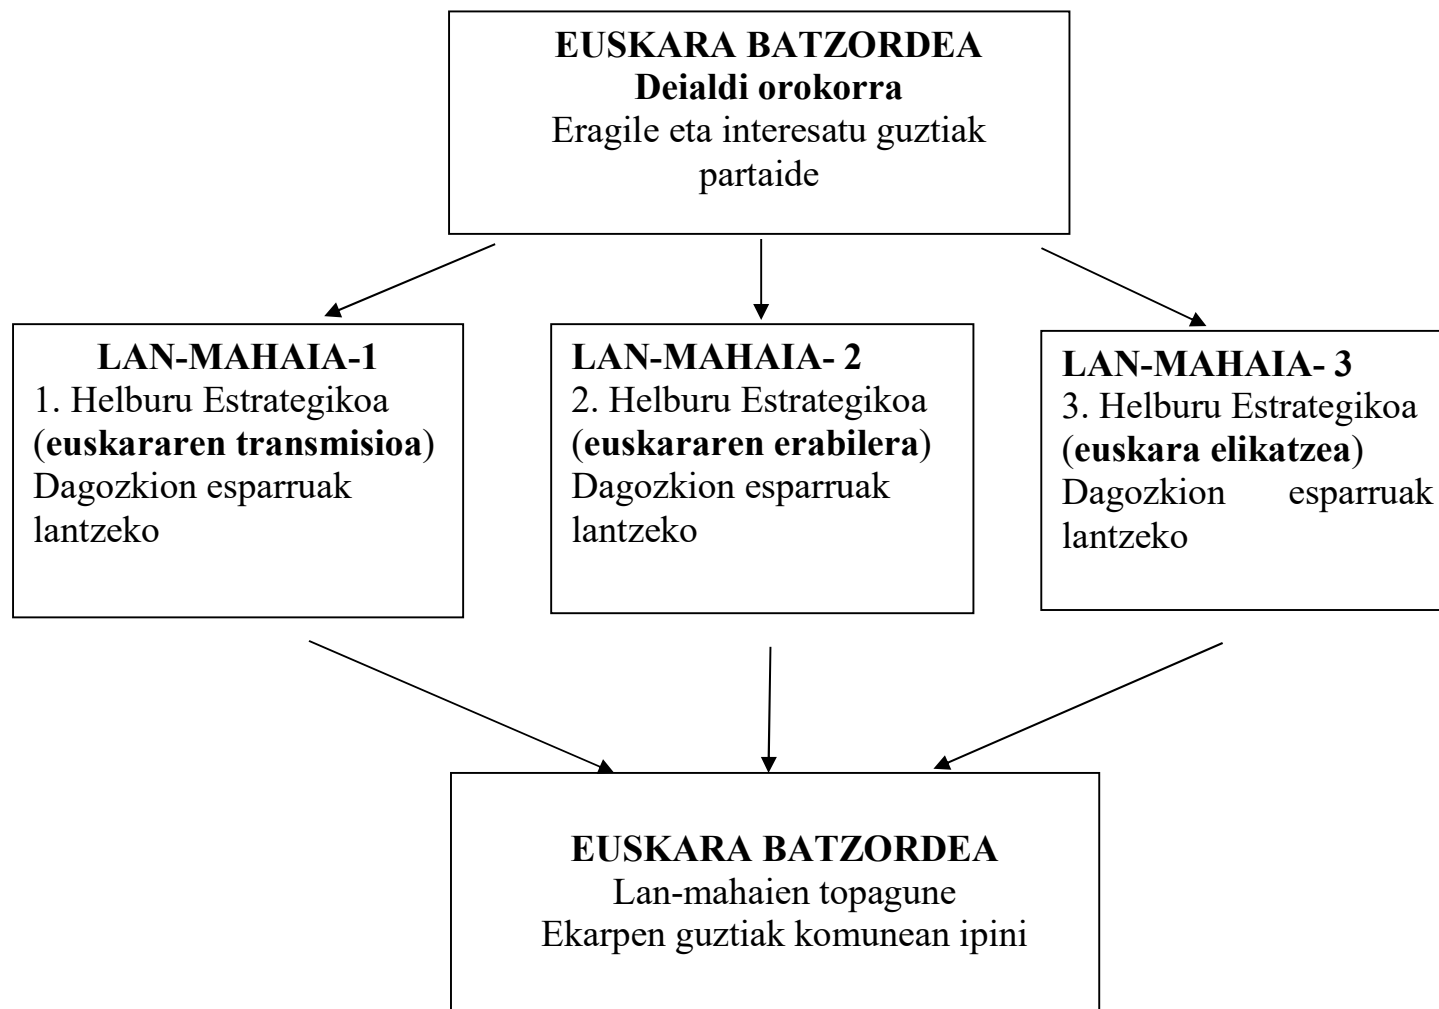 EUSKARA BATZORDEA
Deialdi orokorra
Eragile eta interesatu guztiak
partaide
LAN-MAHAIA-1
1. Helburu Estrategikoa
(euskararen transmisioa)
Dagozkion esparruak
lantzeko
LAN-MAHAIA- 2
2. Helburu Estrategikoa
(euskararen erabilera)
Dagozkion esparruak
lantzeko
LAN-MAHAIA- 3
3. Helburu Estrategikoa
(euskara elikatzea)
Dagozkion esparruak
lantzeko
EUSKARA BATZORDEA
Lan-mahaien topagune
Ekarpen guztiak komunean ipini